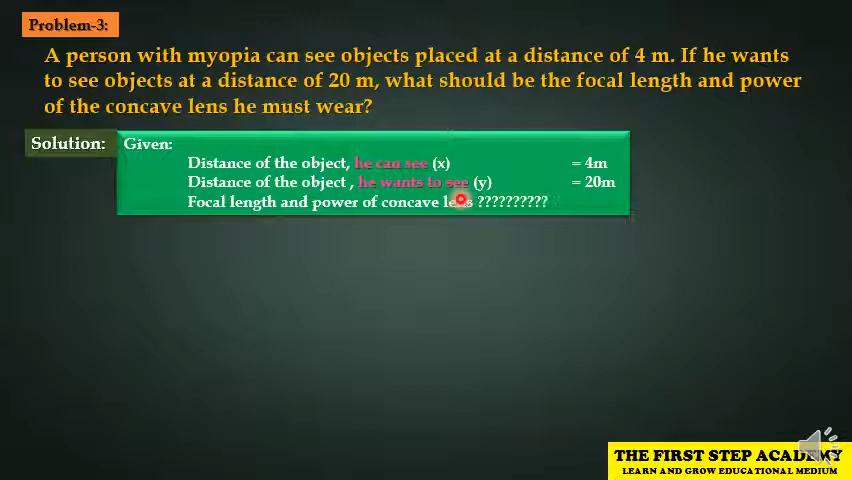 Problem-3:
A person with myopia can see objects placed at a distance of 4 m. If he wants
to see objects at a distance of 20 m, what should be the focal length and power
of the concave lens he must wear?
Solution:
Given:
Distance of the object, he can see (x) = 4m
Distance of the object , he wants to see (y) = 20m
Focal length and power of concave lens ??????????
THE FIRST STEP ACADEMY
LEARN AND GROW EDUCATIONAL MEDIUM